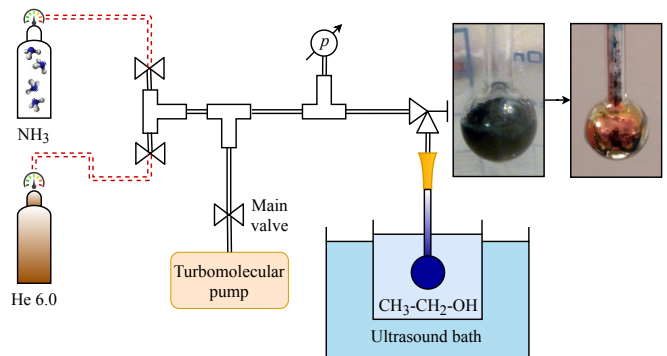 p
NH3
Main
valve
He 6.0
Turbomolecular
pump
CH3-CH2-OH
Ultrasound bath